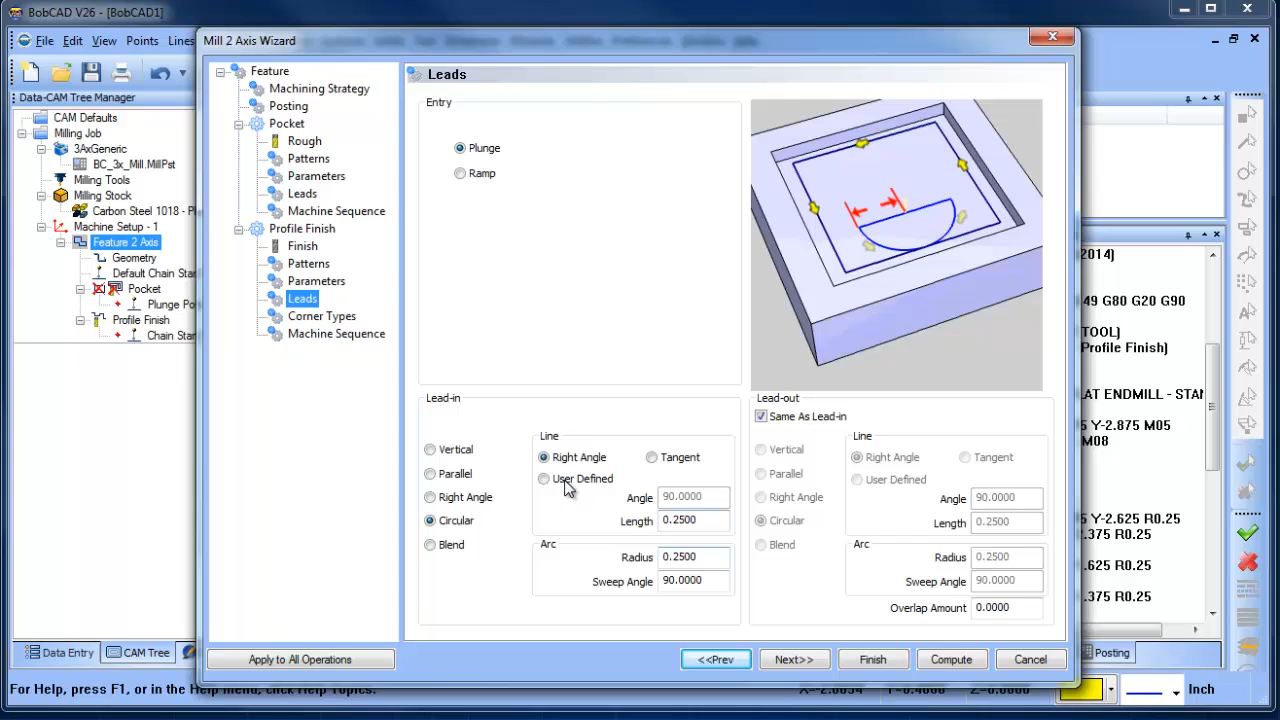 BobCAD V26 - [BobCAD1]
File Edit View Points Lines
Data-CAM Tree Manager
CAM Defaults
Milling Job
3AxGeneric
BC_3x_Mill.MillPst
Milling Tools
Milling Stock
Carbon Steel 1018 - Pl
Machine Setup - 1
Feature 2 Axis
Geometry
Default Chain Star
Pocket
Plunge Po
Profile Finish
Chain Star
Data Entry
CAM Tree
Mill 2 Axis Wizard
Feature
Machining Strategy
Posting
Pocket
Rough
Patterns
Parameters
Leads
Machine Sequence
Profile Finish
Finish
Patterns
Parameters
Leads
Corner Types
Machine Sequence
Leads
Entry
Plunge
Ramp
Lead-in
Vertical
Parallel
Right Angle
Circular
Blend
Line
Right Angle Tangent
User Defined
Angle 90.0000
Length 0.2500
Arc
Radius 0.2500
Sweep Angle 90.0000
Lead-out
Same As Lead-in
Vertical
Parallel
Right Angle
Circular
Blend
Line
Right Angle Tangent
User Defined
Angle 90.0000
Length 0.2500
Arc
Radius 0.2500
Sweep Angle 90.0000
Overlap Amount 0.0000
Apply to All Operations
<<Prev Next>> Finish Compute Cancel
2014)
49 G80 G20 G90
TOOL)
Profile Finish)
LAT ENDMILL - STAN
5 Y-2.875 M05
M08
5 Y-2.625 R0.25
2.375 R0.25
.625 R0.25
.375 R0.25
Posting
For Help, press F1, or in the Help menu, click Help Topics.
Inch